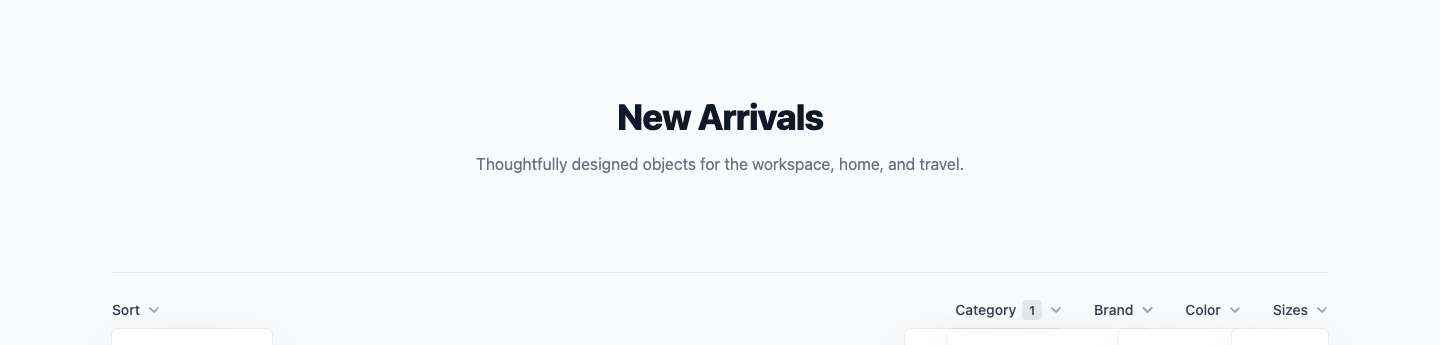 New Arrivals
Thoughtfully designed objects for the workspace, home, and travel.
Sort Category 1 Brand Color Sizes